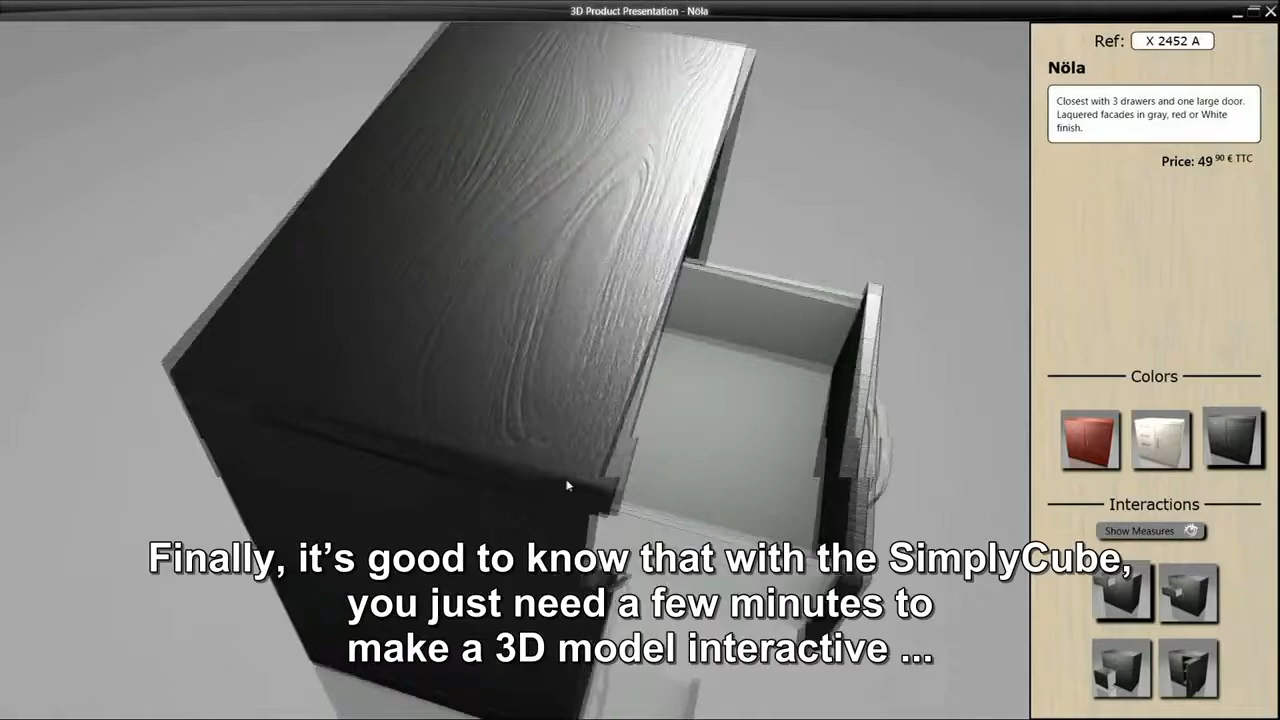 3D Product Presentation - Nöla
Ref: X 2452 A
Nöla
Closest with 3 drawers and one large door.
Laquered facades in gray, red or White
finish.
Price: 49 90 € TTC
Colors
Interactions
Show Measures
Finally, it’s good to know that with the SimplyCube,
you just need a few minutes to
make a 3D model interactive ...